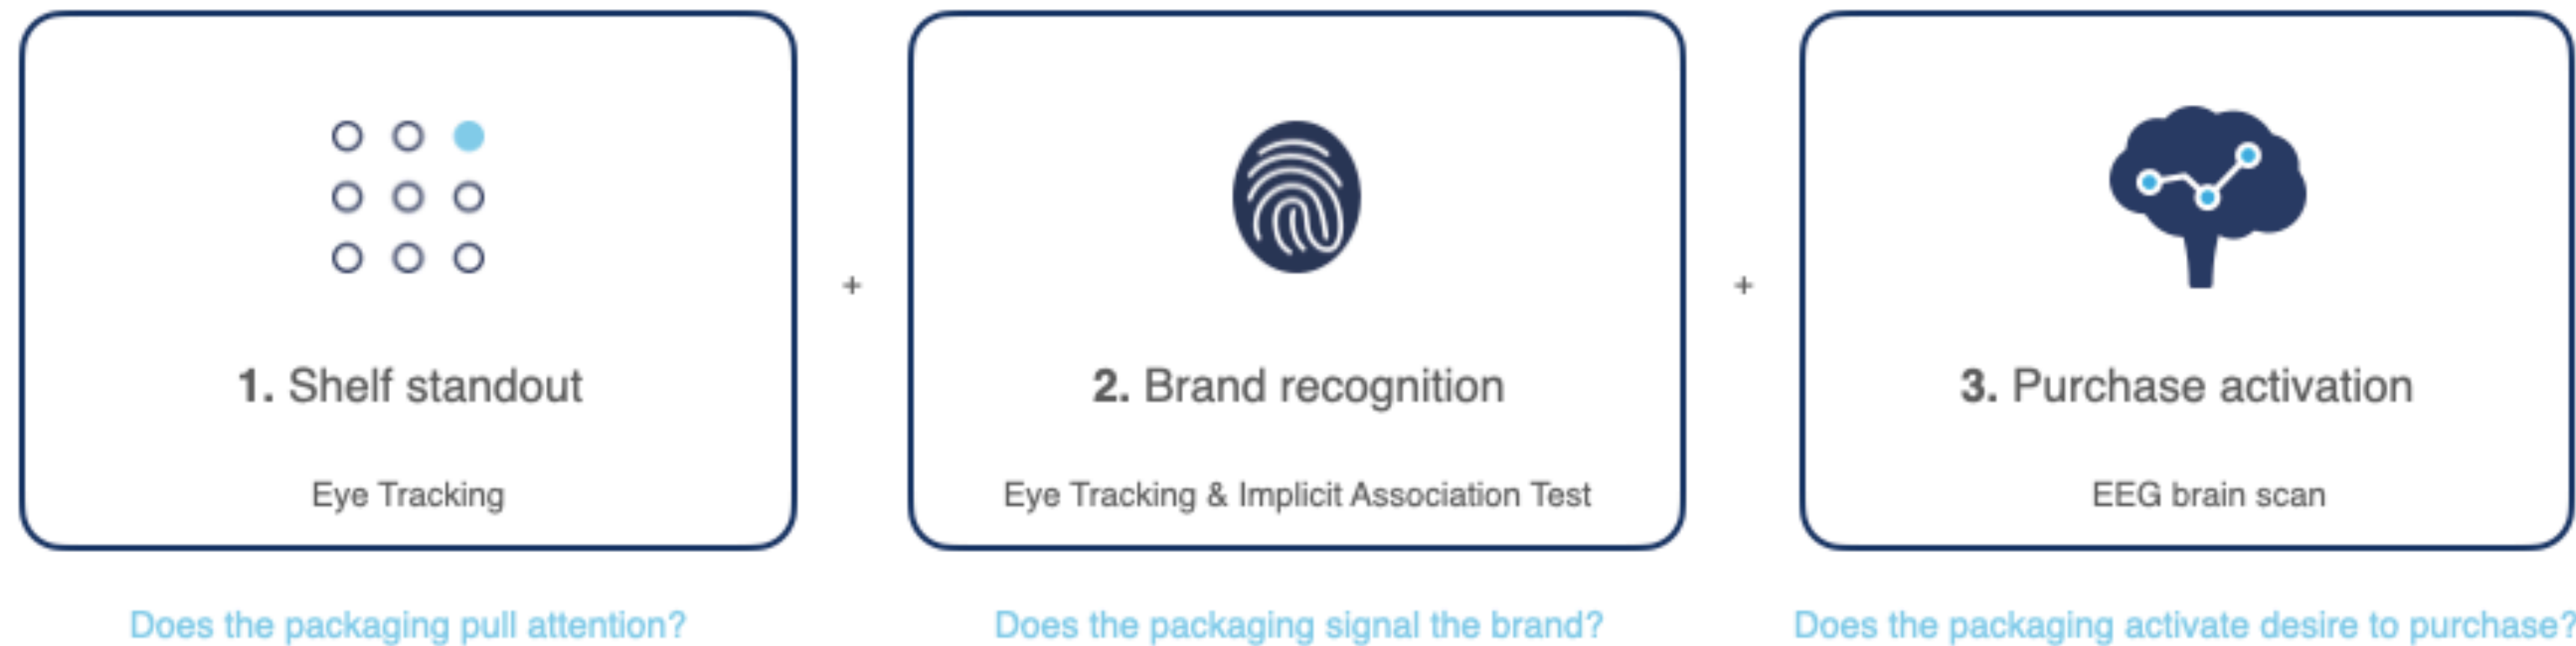 1. Shelf standout
Eye Tracking
Does the packaging pull attention?
+
2. Brand recognition
Eye Tracking & Implicit Association Test
Does the packaging signal the brand?
+
3. Purchase activation
EEG brain scan
Does the packaging activate desire to purchase?